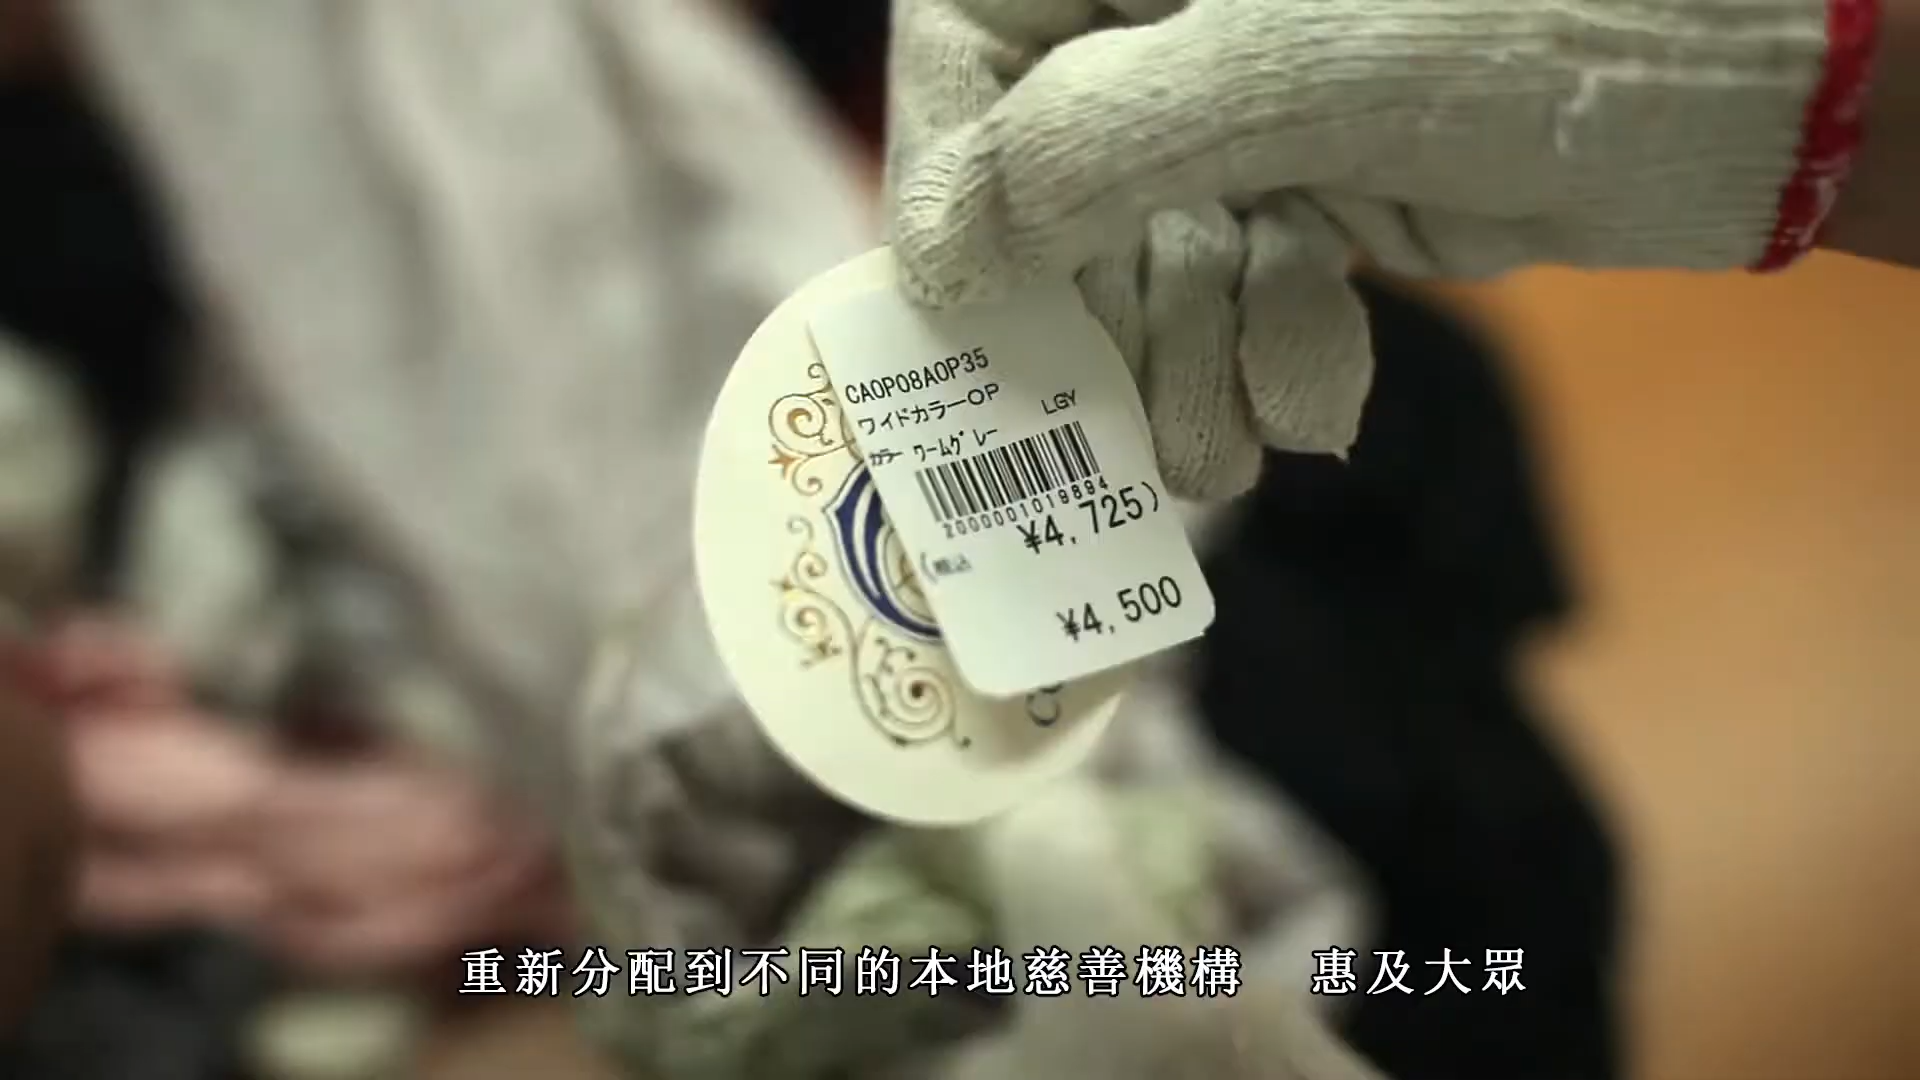 CAOP08AOP35
ワイドカラーOP
LGY
カラー ワームグレー
2000001019894
¥4,725)
(税込
¥4,500
重新分配到不同的本地慈善機構 惠及大眾